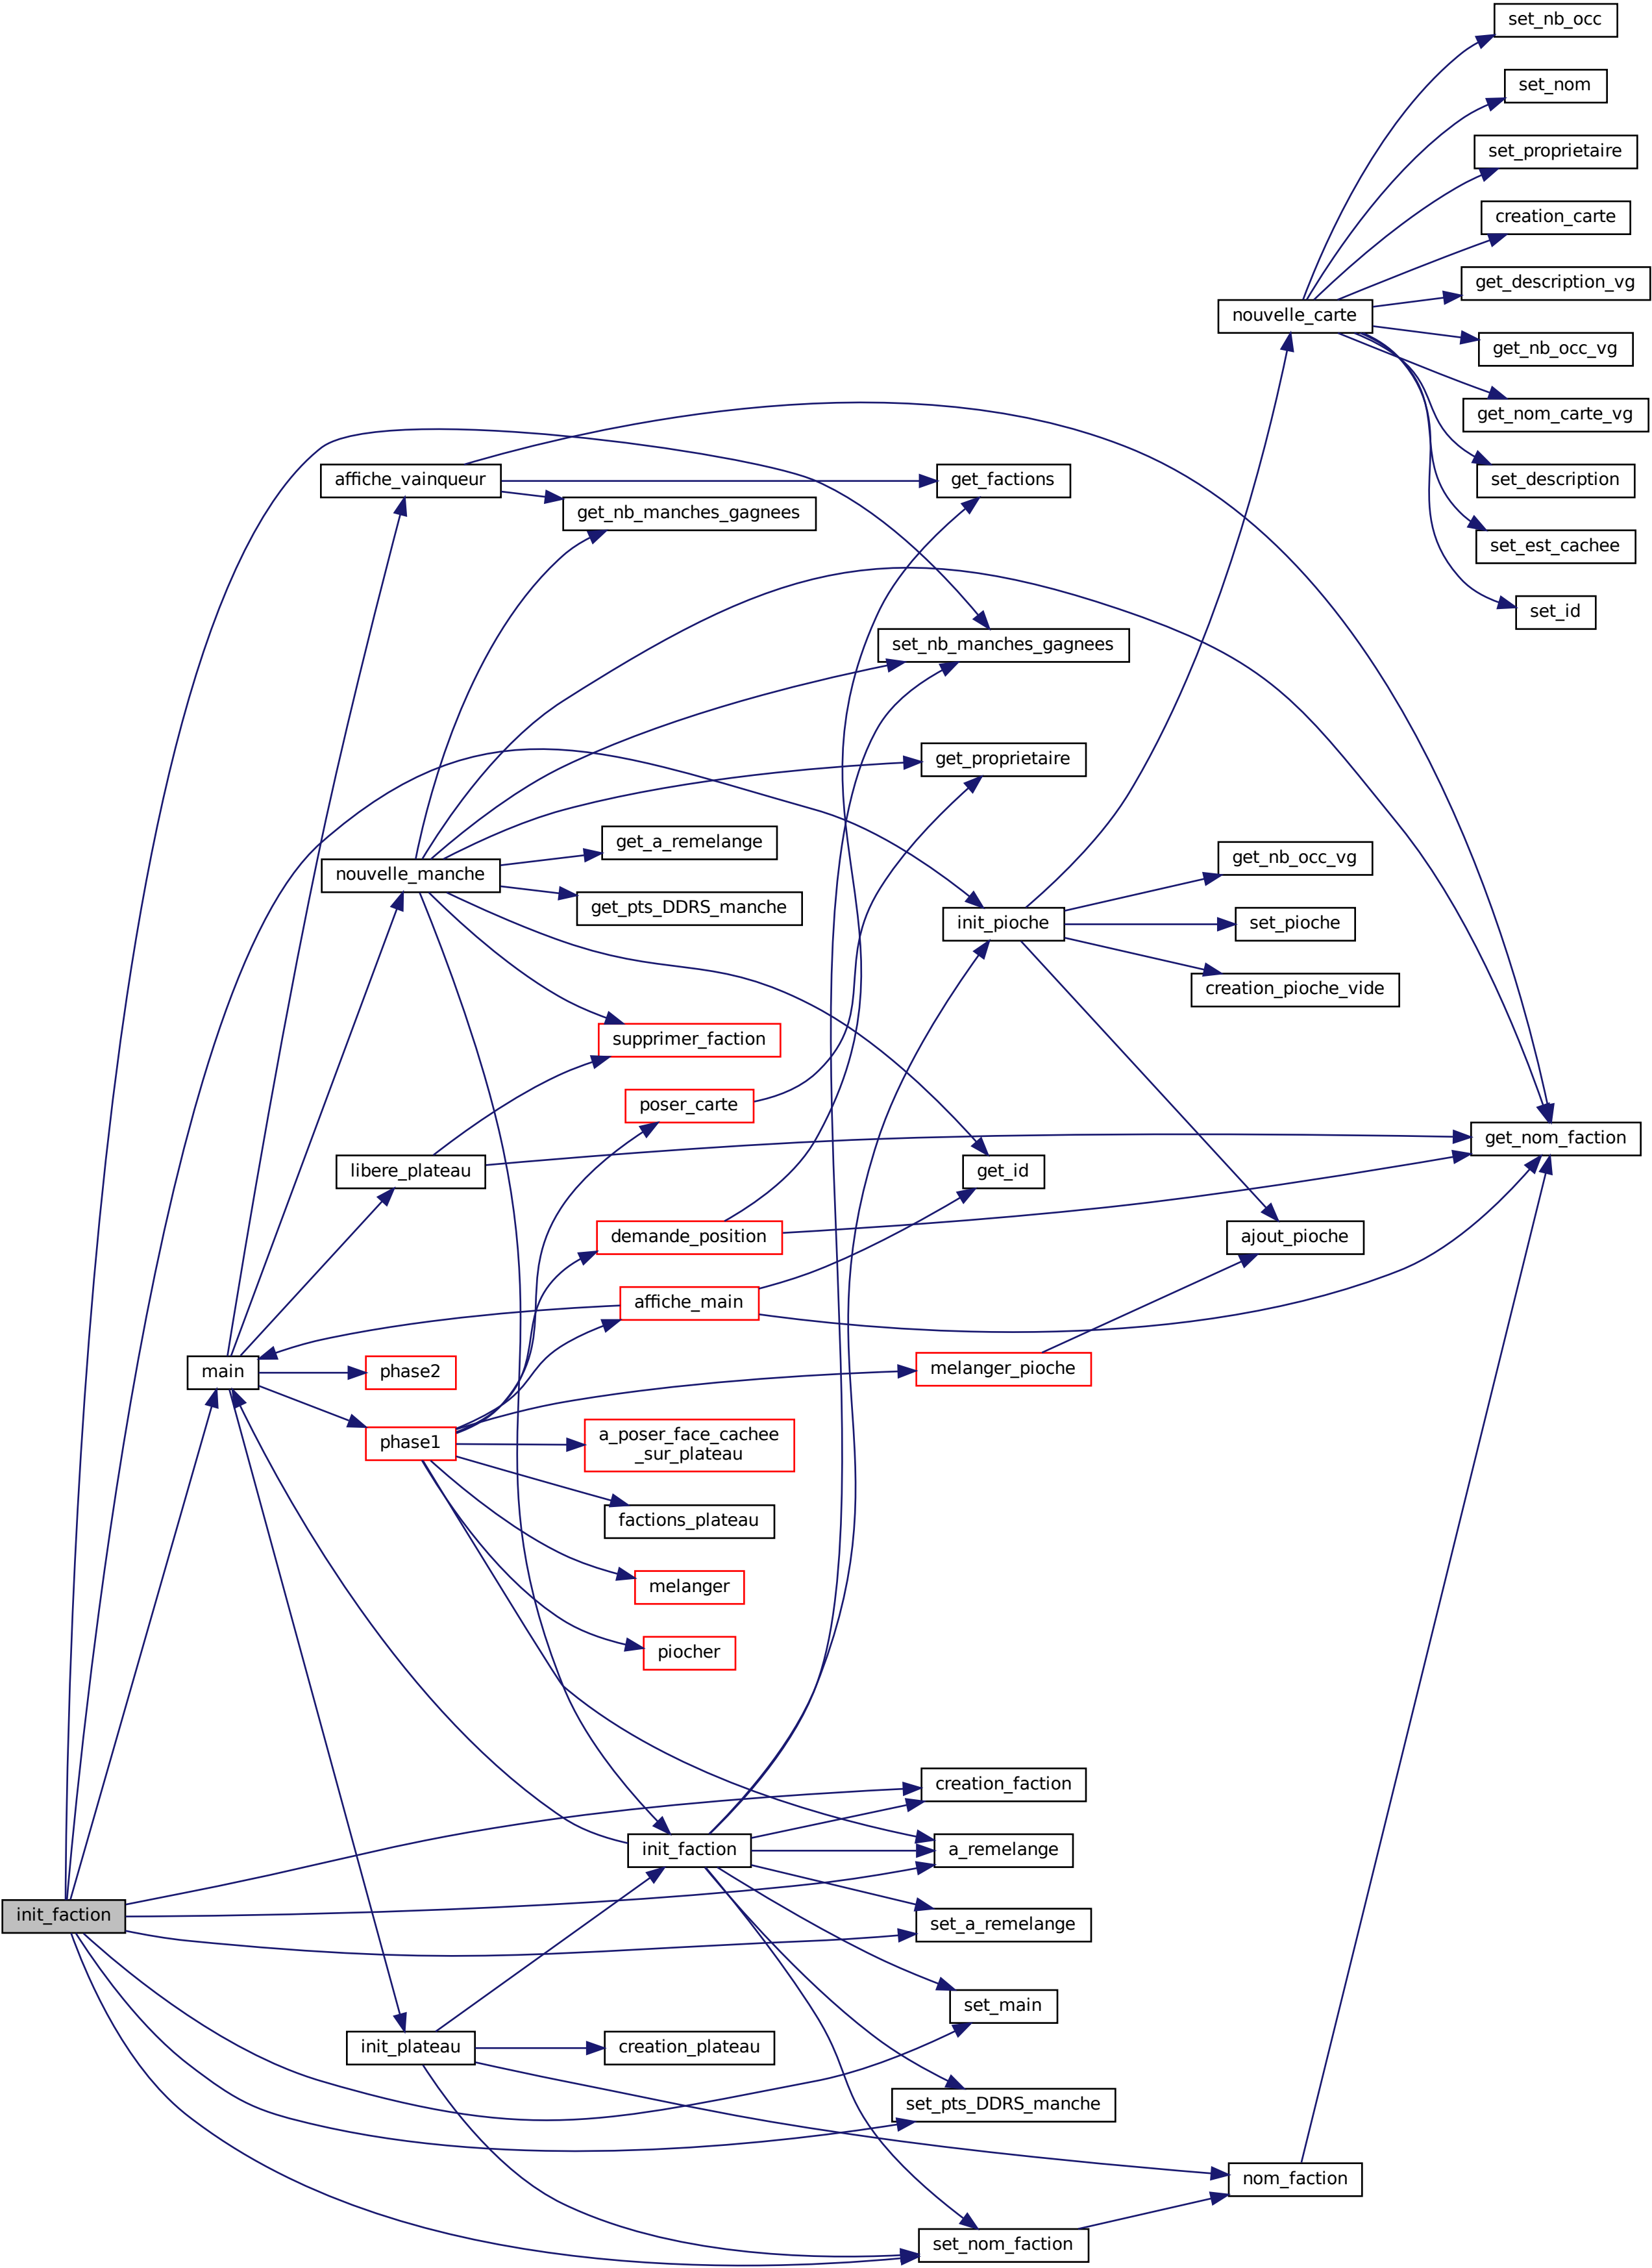 set_nb_occ
set_nom
set_proprietaire
creation_carte
get_description_vg
nouvelle_carte
get_nb_occ_vg
get_nom_carte_vg
affiche_vainqueur
get_factions
set_description
get_nb_manches_gagnees
set_est_cachee
set_id
set_nb_manches_gagnees
get_proprietaire
get_a_remelange
get_nb_occ_vg
nouvelle_manche
get_pts_DDRS_manche
init_pioche
set_pioche
creation_pioche_vide
supprimer_faction
poser_carte
get_nom_faction
libere_plateau
get_id
demande_position
ajout_pioche
affiche_main
main
phase2
melanger_pioche
phase1
a_poser_face_cachee
_sur_plateau
factions_plateau
melanger
piocher
creation_faction
init_faction
a_remelange
init_faction
set_a_remelange
set_main
init_plateau
creation_plateau
set_pts_DDRS_manche
nom_faction
set_nom_faction